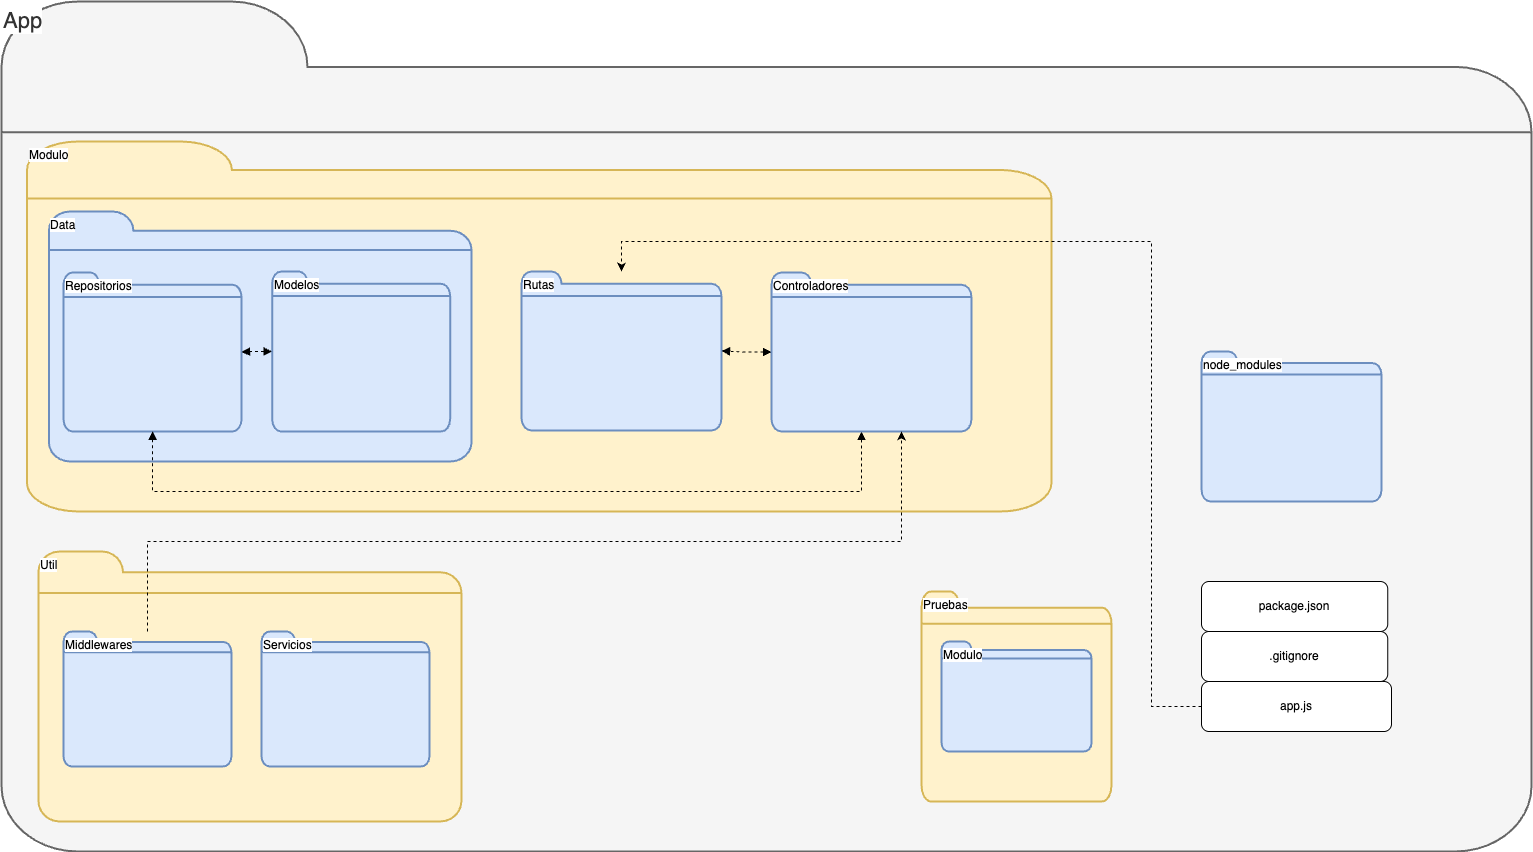 App
Modulo
Data
Repositorios
Modelos
Rutas
Controladores
node_modules
Util
Middlewares
Servicios
Pruebas
Modulo
package.json
.gitignore
app.js